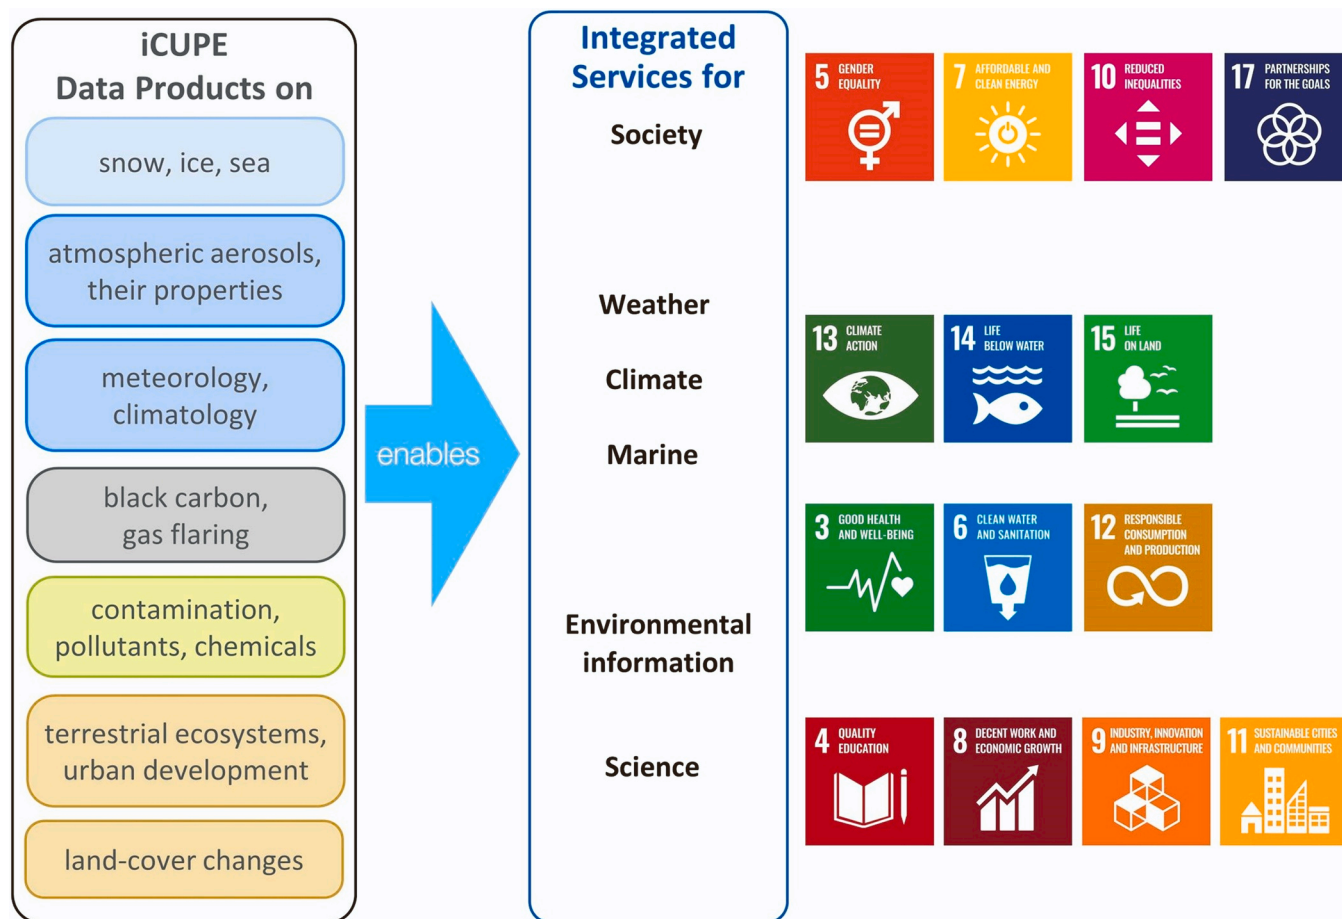 iCUPE
Data Products on
snow, ice, sea
atmospheric aerosols,
their properties
meteorology,
climatology
black carbon,
gas flaring
contamination,
pollutants, chemicals
terrestrial ecosystems,
urban development
land-cover changes
enables
Integrated
Services for
Society
Weather
Climate
Marine
Environmental
information
Science
5 GENDER
EQUALITY
7 AFFORDABLE AND
CLEAN ENERGY
10 REDUCED
INEQUALITIES
17 PARTNERSHIPS
FOR THE GOALS
13 CLIMATE
ACTION
14 LIFE
BELOW WATER
15 LIFE
ON LAND
3 GOOD HEALTH
AND WELL-BEING
6 CLEAN WATER
AND SANITATION
12 RESPONSIBLE
CONSUMPTION
AND PRODUCTION
4 QUALITY
EDUCATION
8 DECENT WORK AND
ECONOMIC GROWTH
9 INDUSTRY, INNOVATION
AND INFRASTRUCTURE
11 SUSTAINABLE CITIES
AND COMMUNITIES